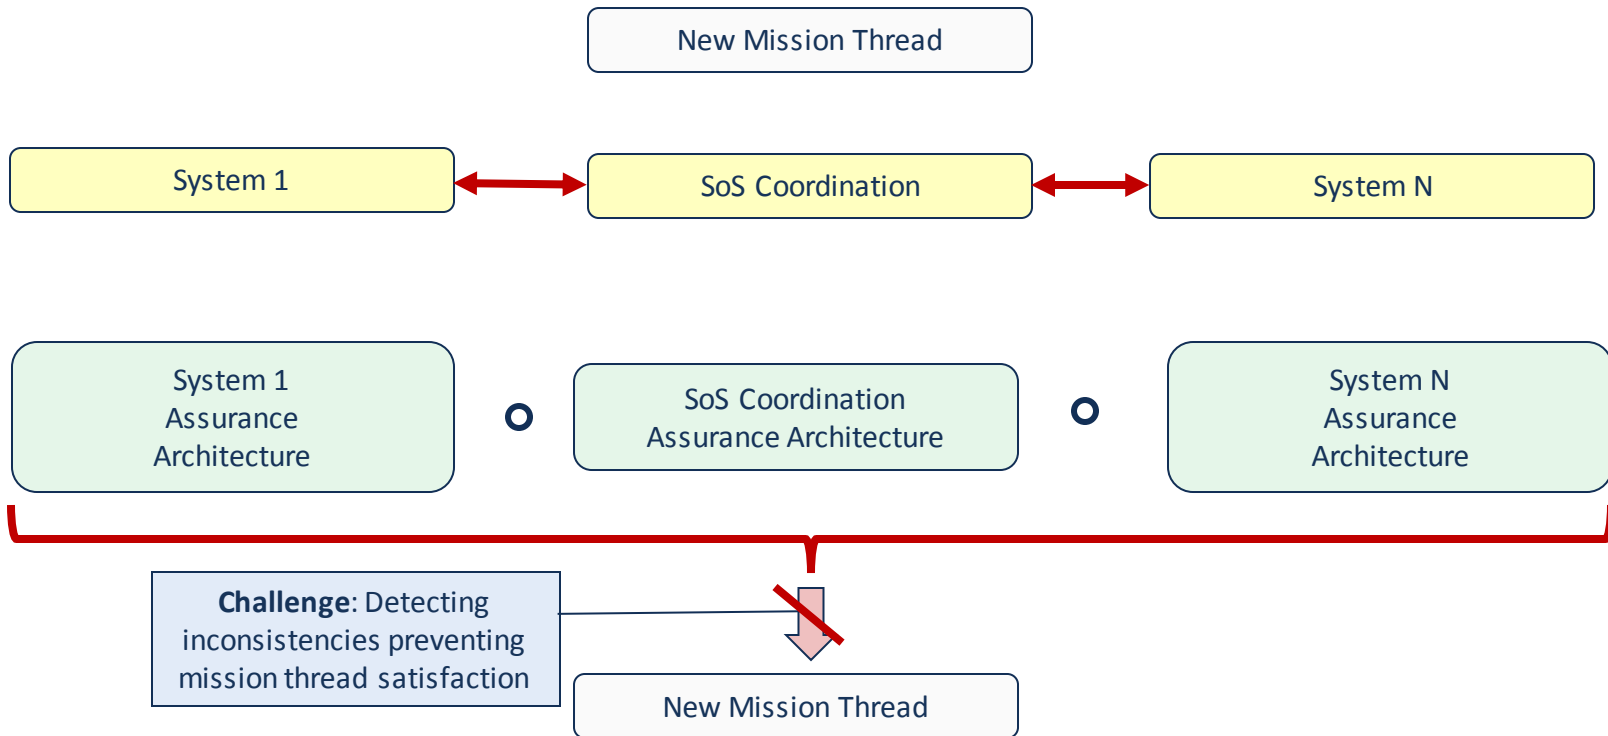 New Mission Thread
System 1
SoS Coordination
System N
System 1
Assurance
Architecture
SoS Coordination
Assurance Architecture
System N
Assurance
Architecture
Challenge: Detecting
inconsistencies preventing
mission thread satisfaction
New Mission Thread